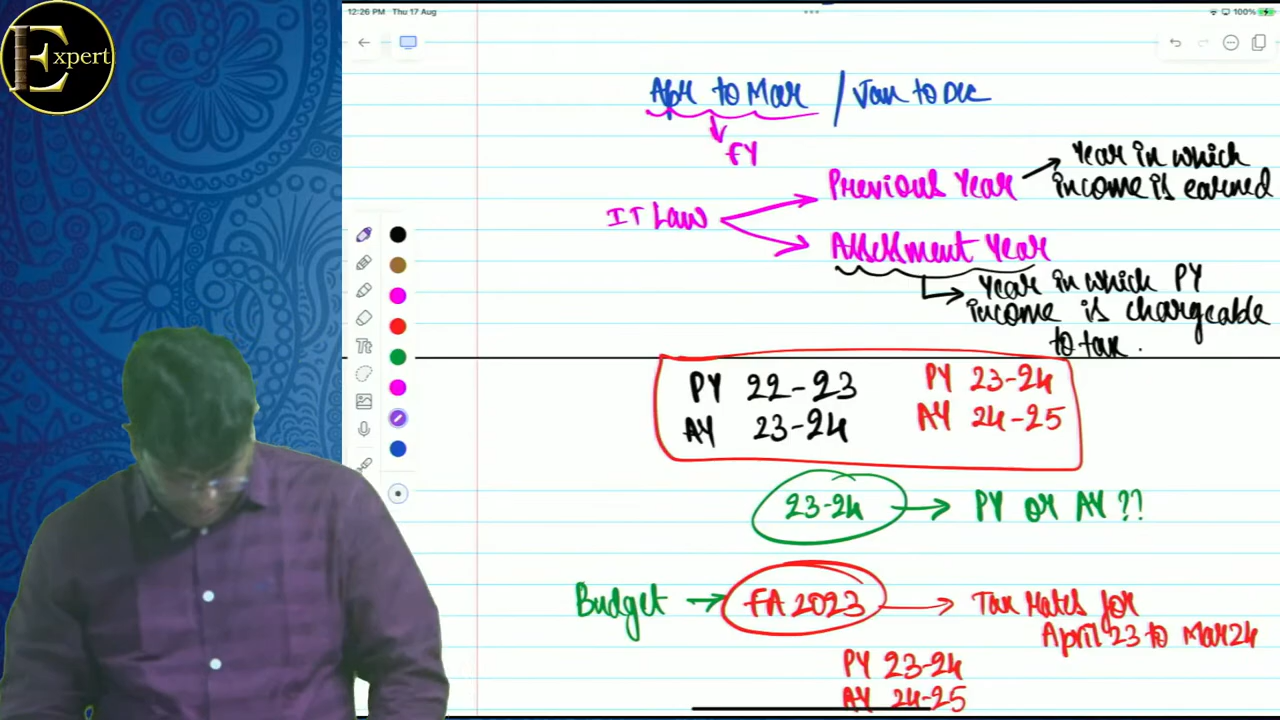 Expert
12:26 PM Thu 17 Aug
100%
Apr to Mar / Jan to Dec
FY
IT Law
Previous Year
Year in which
income is earned
Assessment Year
Year in which PY
income is chargeable
to tax.
PY 22-23
AY 23-24
PY 23-24
AY 24-25
23-24 → PY or AY ??
Budget → FA 2023 → Tax rates for
April 23 to Mar 24
PY 23-24
AY 24-25
Tt